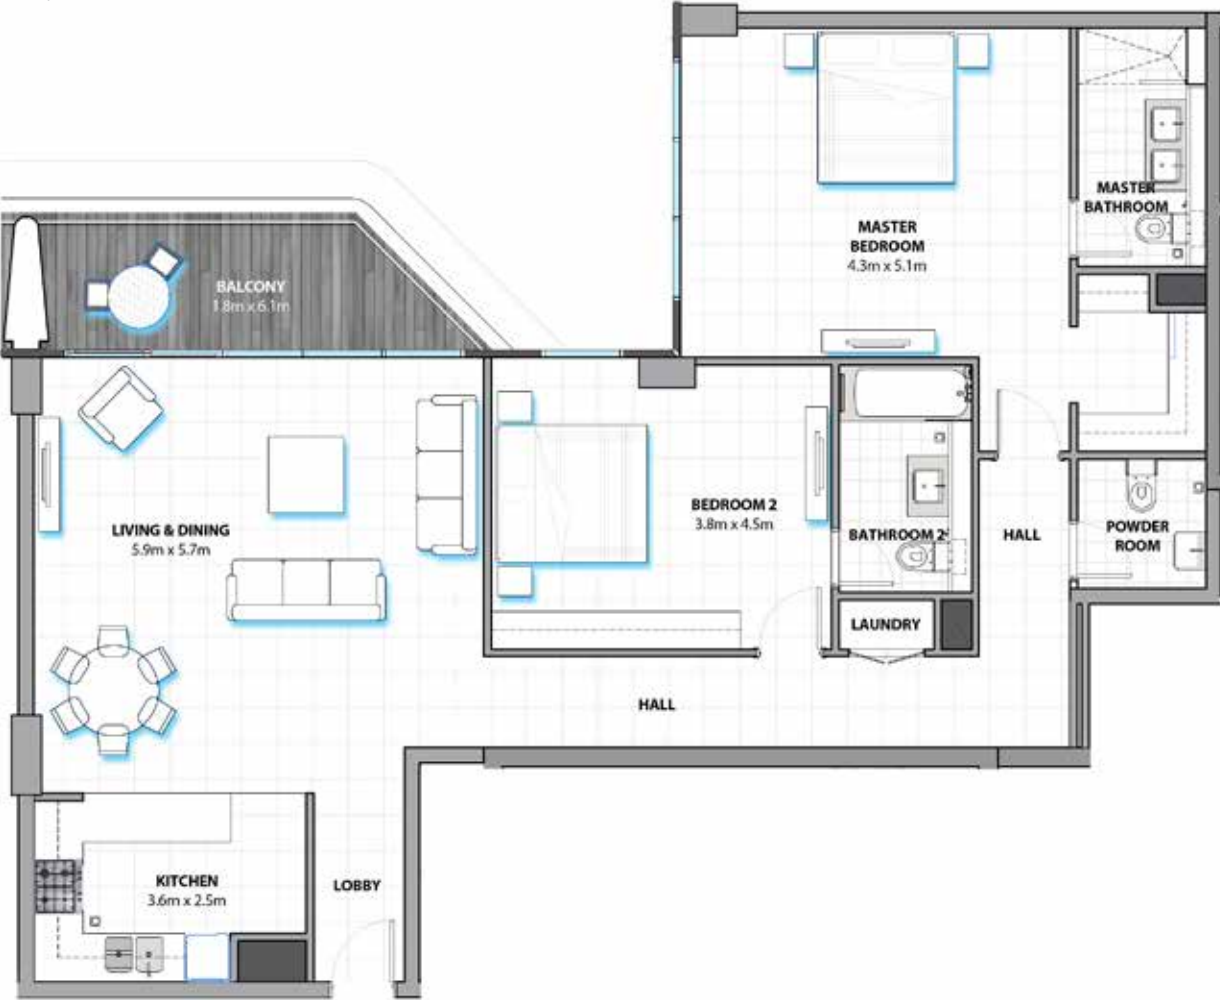 MASTER
BATHROOM
MASTER
BEDROOM
4.3m x 5.1m
BALCONY
1.8m x 6.1m
LIVING & DINING
5.9m x 5.7m
BEDROOM 2
3.8m x 4.5m
BATHROOM 2
HALL
POWDER
ROOM
LAUNDRY
HALL
KITCHEN
3.6m x 2.5m
LOBBY